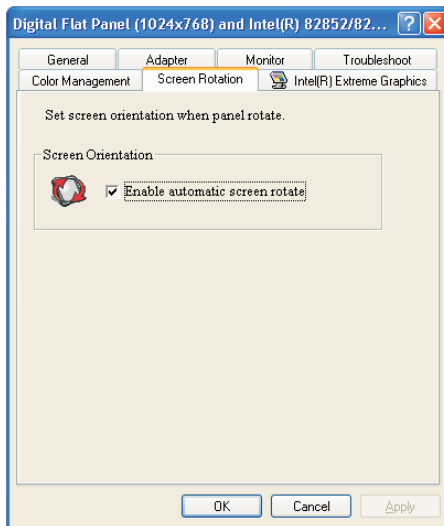 Digital Flat Panel (1024x768) and Intel(R) 82852/82... ? X
General Adapter Monitor Troubleshoot
Color Management Screen Rotation Intel(R) Extreme Graphics
Set screen orientation when panel rotate.
Screen Orientation
Enable automatic screen rotate
OK Cancel Apply